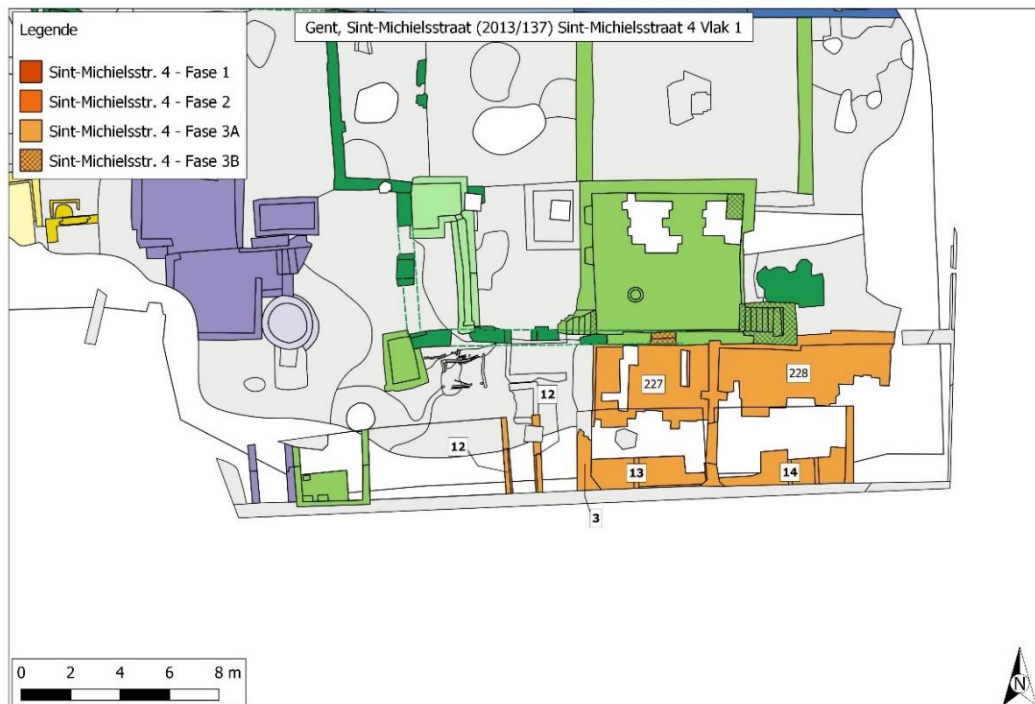 Gent, Sint-Michielsstraat (2013/137) Sint-Michielsstraat 4 Vlak 1
Legende
Sint-Michielsstr. 4 - Fase 1
Sint-Michielsstr. 4 - Fase 2
Sint-Michielsstr. 4 - Fase 3A
Sint-Michielsstr. 4 - Fase 3B
227
228
12
12
13
14
3
0 2 4 6 8 m
N